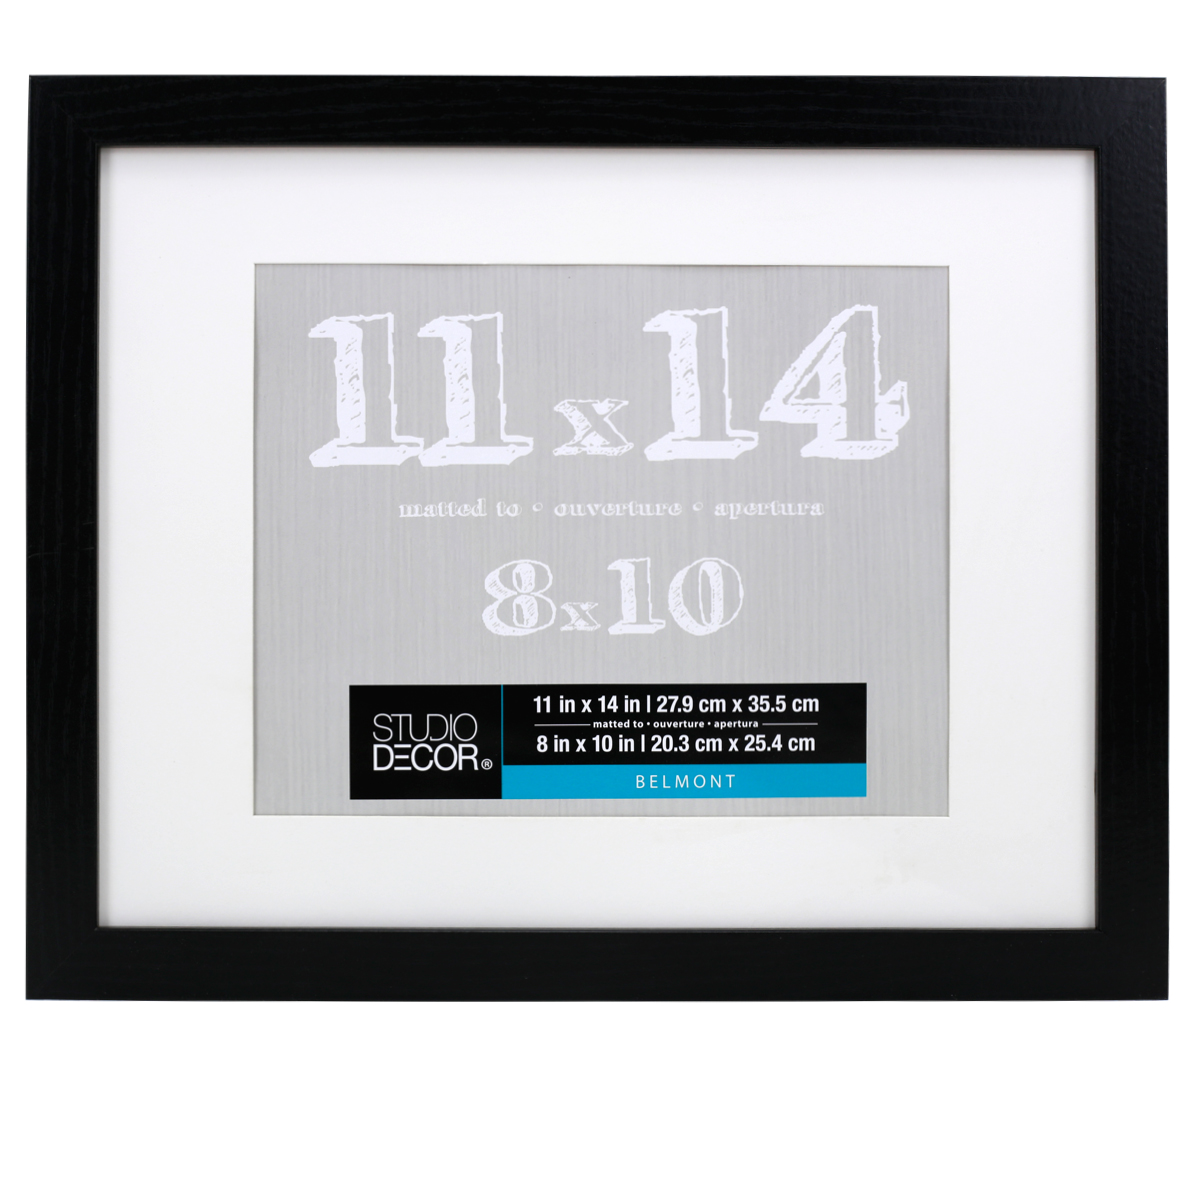 11x14
matted to • ouverture • apertura
8x10
STUDIO
DECOR®
11 in x 14 in | 27.9 cm x 35.5 cm
matted to • ouverture • apertura
8 in x 10 in | 20.3 cm x 25.4 cm
BELMONT